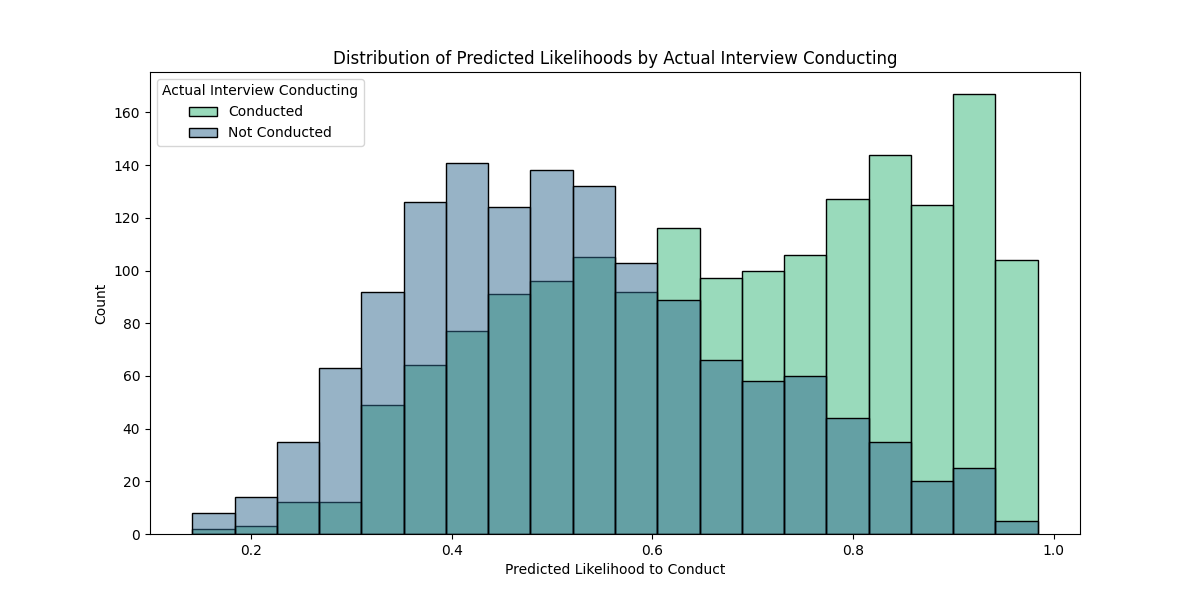 Distribution of Predicted Likelihoods by Actual Interview Conducting
Actual Interview Conducting
Conducted
Not Conducted
160
140
120
100
80
60
40
20
0
Count
0.2 0.4 0.6 0.8 1.0
Predicted Likelihood to Conduct